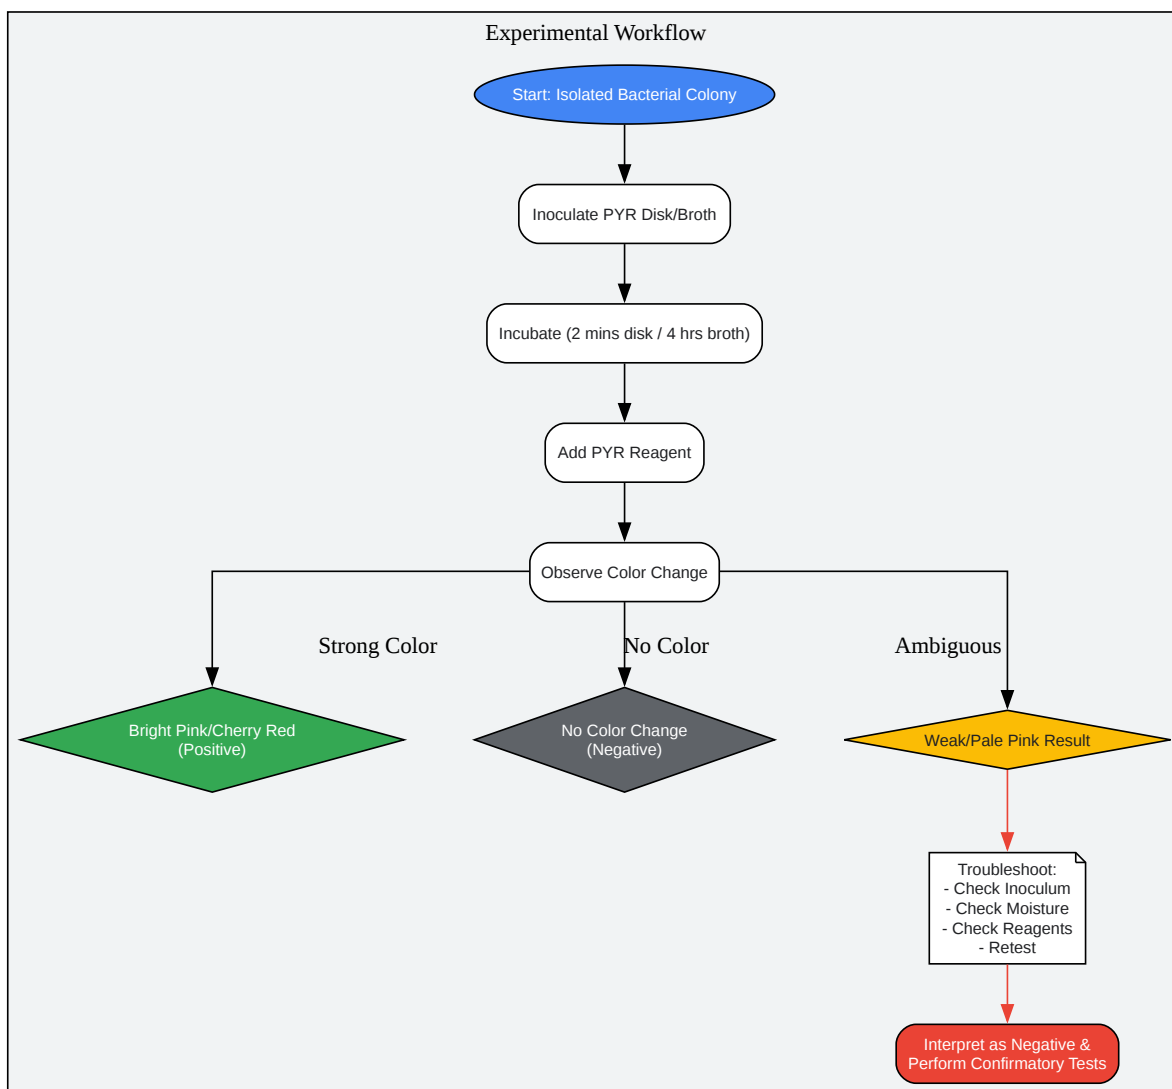 Experimental Workflow
Start: Isolated Bacterial Colony
Inoculate PYR Disk/Broth
Incubate (2 mins disk / 4 hrs broth)
Add PYR Reagent
Observe Color Change
Strong Color
No Color
Ambiguous
Bright Pink/Cherry Red
(Positive)
No Color Change
(Negative)
Weak/Pale Pink Result
Troubleshoot:
- Check Inoculum
- Check Moisture
- Check Reagents
- Retest
Interpret as Negative &
Perform Confirmatory Tests